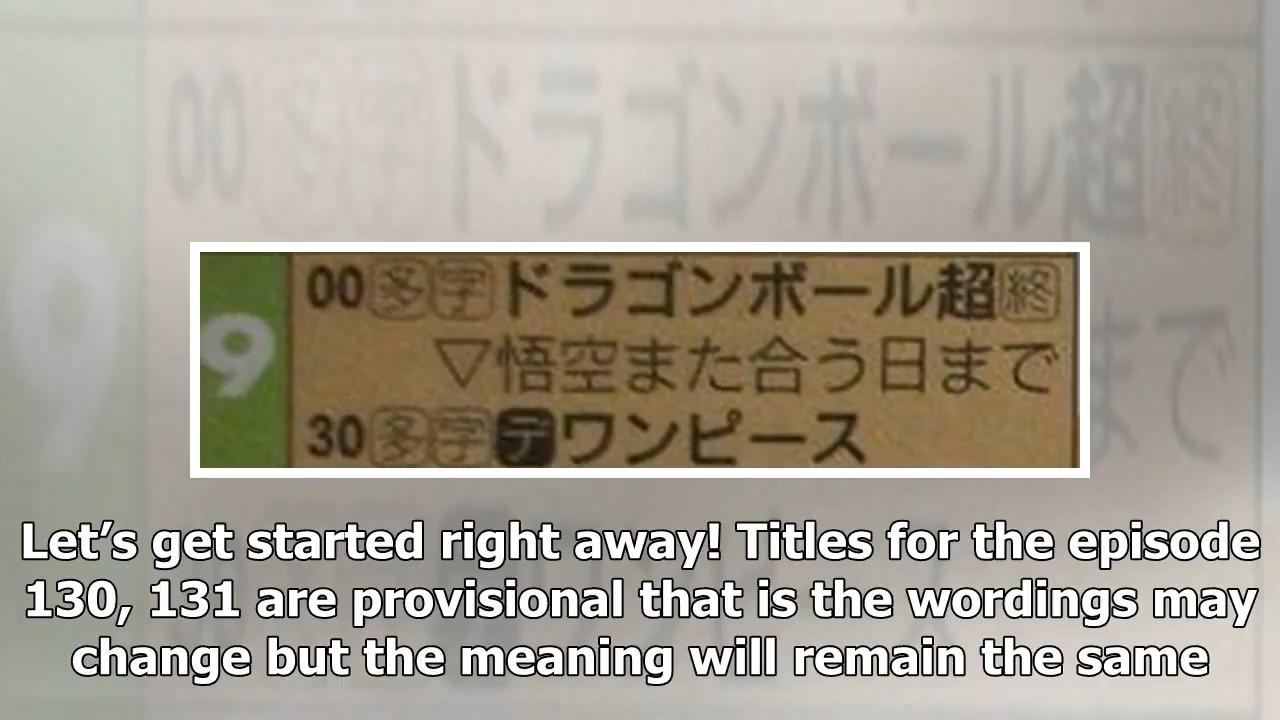 00多字ドラゴンボール超終
9
▽悟空また合う日まで
30多字デワンピース
Let’s get started right away! Titles for the episode
130, 131 are provisional that is the wordings may
change but the meaning will remain the same